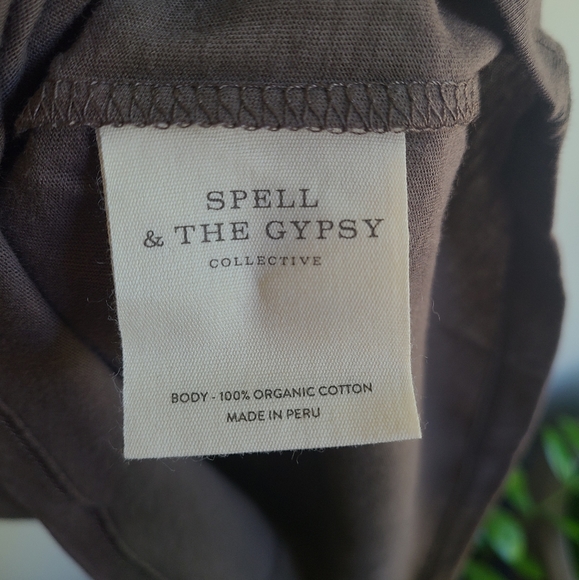 SPELL
& THE GYPSY
COLLECTIVE
BODY - 100% ORGANIC COTTON
MADE IN PERU